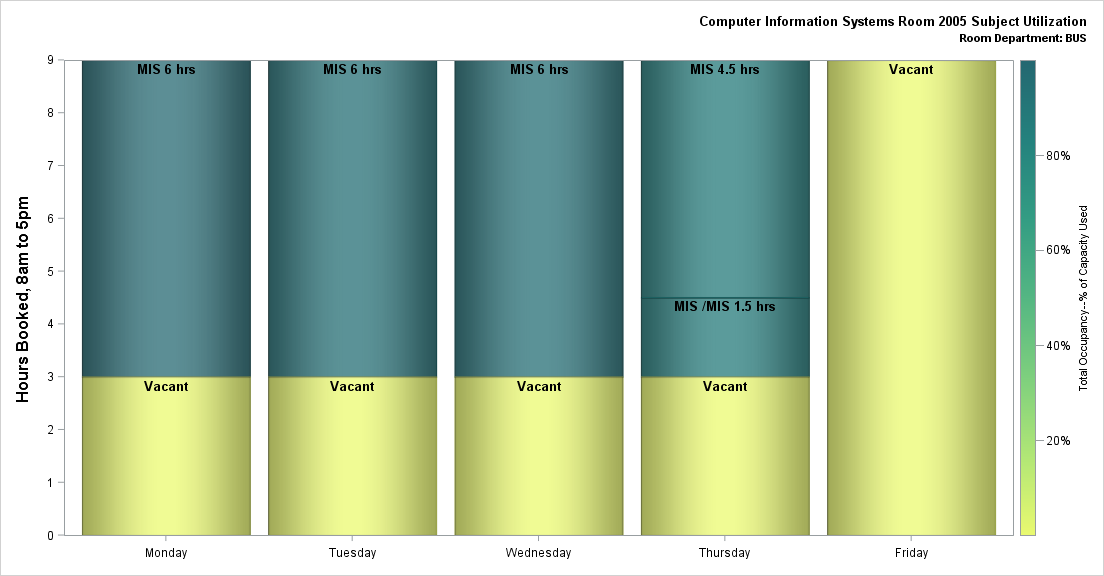 Computer Information Systems Room 2005 Subject Utilization
Room Department: BUS
Hours Booked, 8am to 5pm
9
8
7
6
5
4
3
2
1
0
MIS 6 hrs
Vacant
MIS 6 hrs
Vacant
MIS 6 hrs
Vacant
MIS 4.5 hrs
MIS /MIS 1.5 hrs
Vacant
Vacant
Monday
Tuesday
Wednesday
Thursday
Friday
80%
60%
40%
20%
Total Occupancy--% of Capacity Used